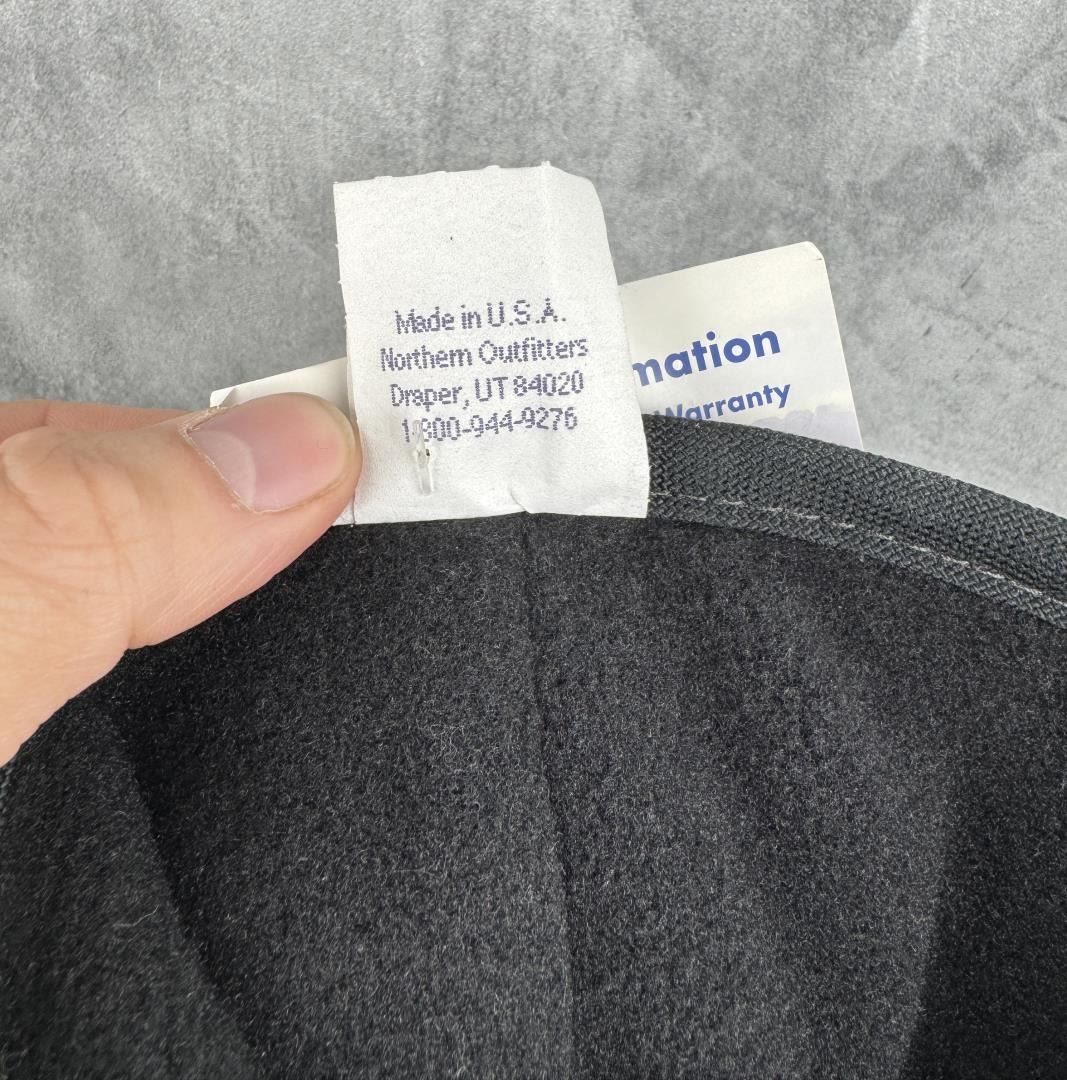 Made in U.S.A.
Northern Outfitters
Draper, UT 84020
1-800-944-9276
mation
Warranty